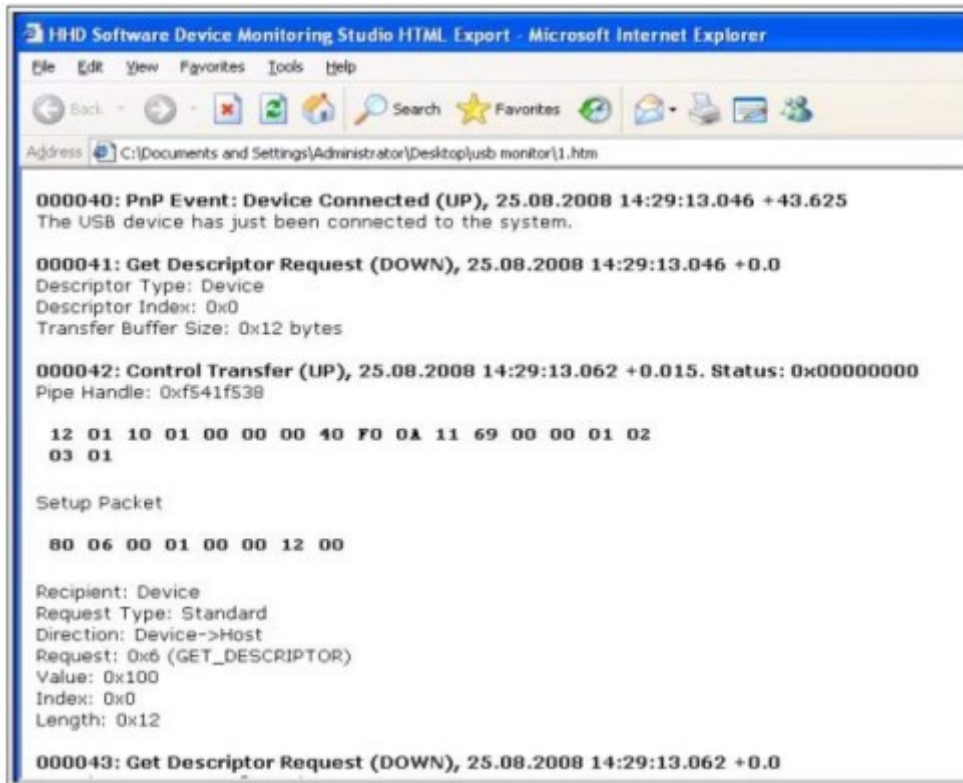 HHD Software Device Monitoring Studio HTML Export - Microsoft Internet Explorer
File Edit View Favorites Tools Help
Back Search Favorites
Address C:\Documents and Settings\Administrator\Desktop\usb monitor\1.htm
000040: PnP Event: Device Connected (UP), 25.08.2008 14:29:13.046 +43.625
The USB device has just been connected to the system.
000041: Get Descriptor Request (DOWN), 25.08.2008 14:29:13.046 +0.0
Descriptor Type: Device
Descriptor Index: 0x0
Transfer Buffer Size: 0x12 bytes
000042: Control Transfer (UP), 25.08.2008 14:29:13.062 +0.015. Status: 0x00000000
Pipe Handle: 0xf541f538
12 01 10 01 00 00 00 40 F0 0A 11 69 00 00 01 02
03 01
Setup Packet
80 06 00 01 00 00 12 00
Recipient: Device
Request Type: Standard
Direction: Device->Host
Request: 0x6 (GET_DESCRIPTOR)
Value: 0x100
Index: 0x0
Length: 0x12
000043: Get Descriptor Request (DOWN), 25.08.2008 14:29:13.062 +0.0